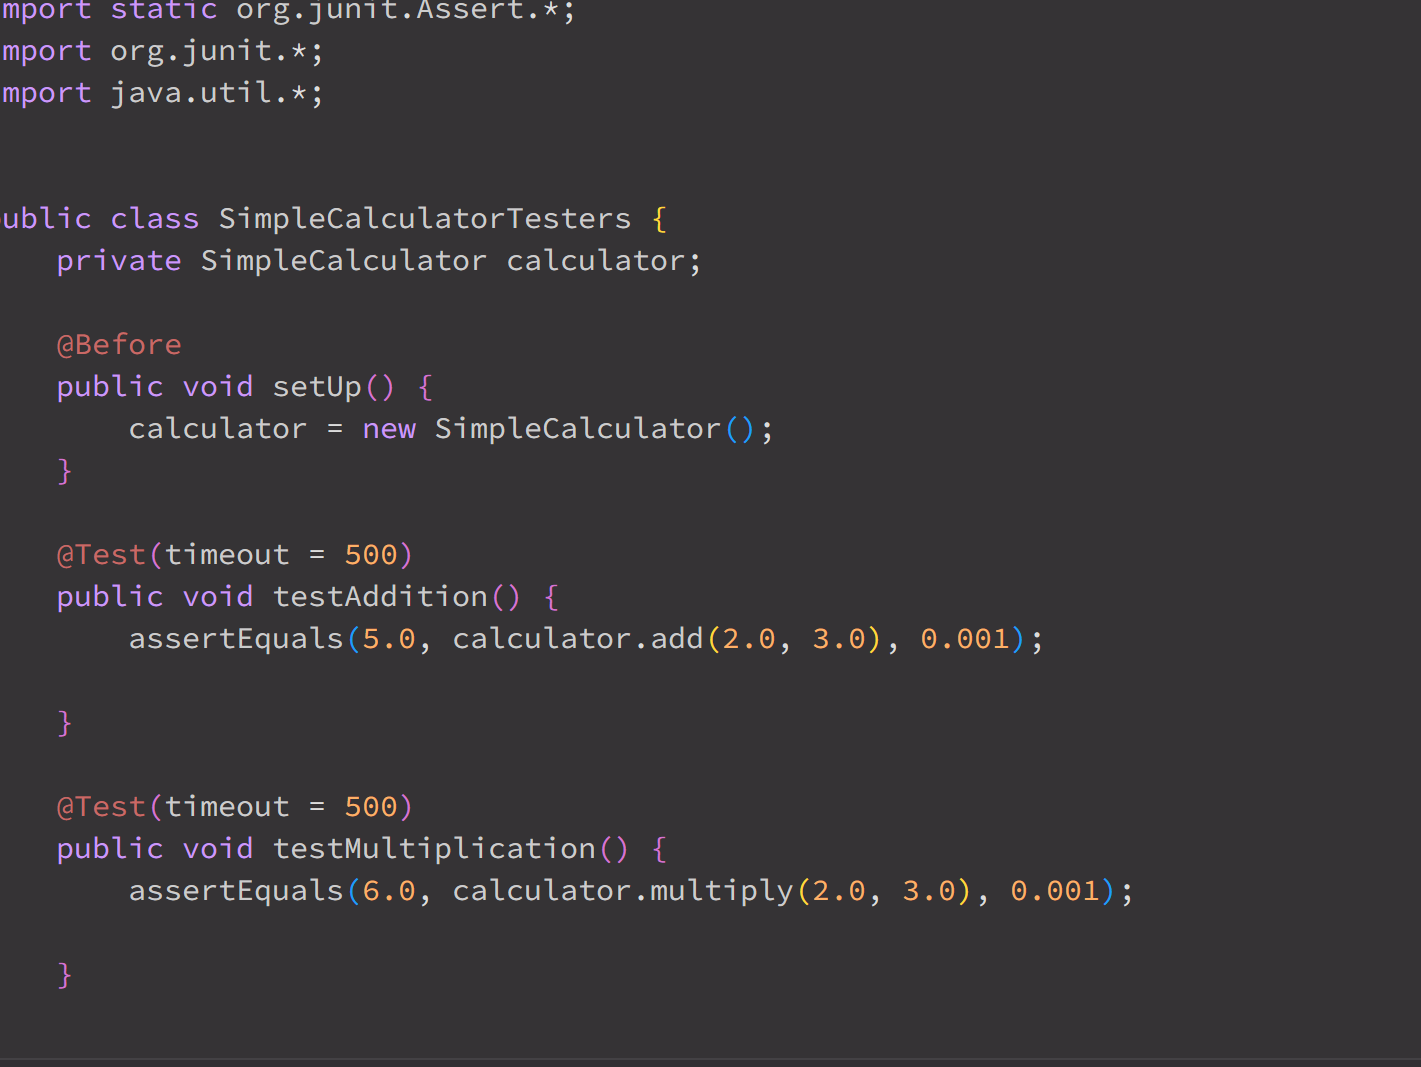 mport static org.junit.Assert.*;
mport org.junit.*;
mport java.util.*;
ublic class SimpleCalculatorTesters {
    private SimpleCalculator calculator;
    @Before
    public void setUp() {
        calculator = new SimpleCalculator();
    }
    @Test(timeout = 500)
    public void testAddition() {
        assertEquals(5.0, calculator.add(2.0, 3.0), 0.001);
    }
    @Test(timeout = 500)
    public void testMultiplication() {
        assertEquals(6.0, calculator.multiply(2.0, 3.0), 0.001);
    }